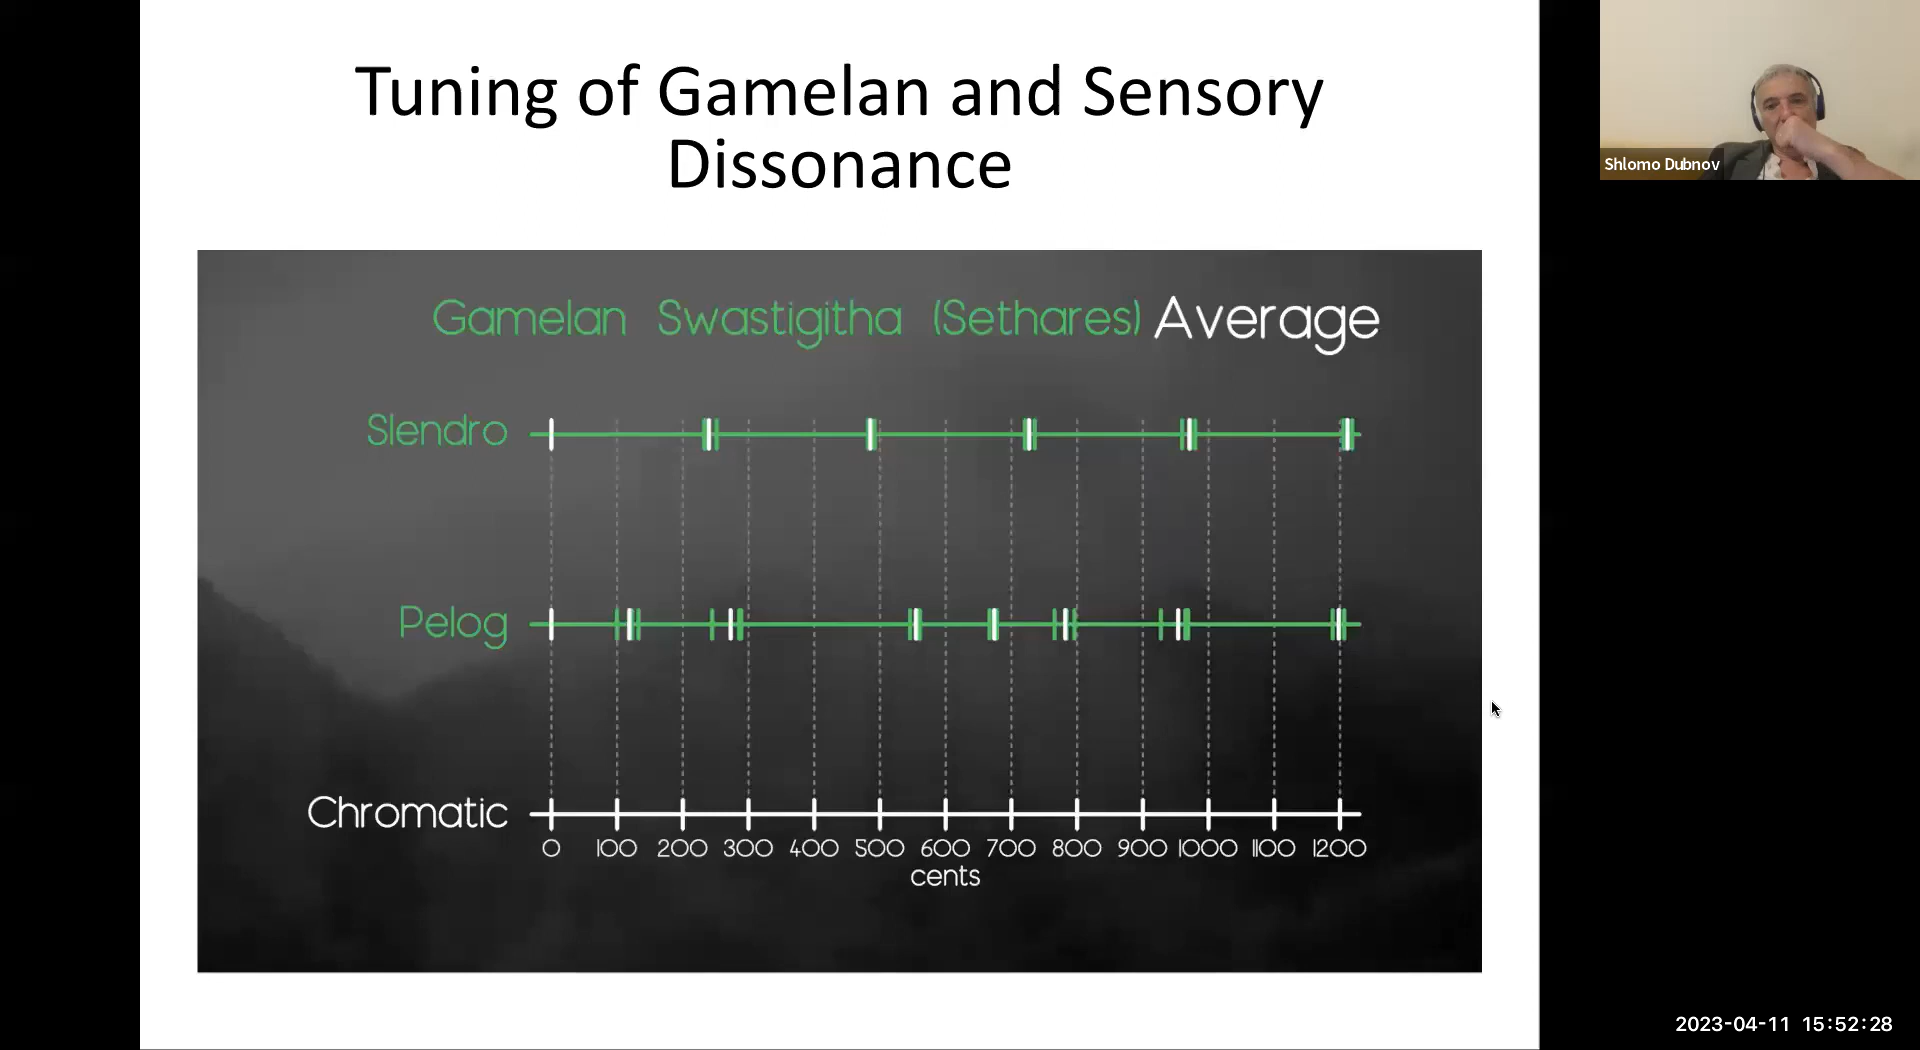 Tuning of Gamelan and Sensory
Dissonance
Shlomo Dubnov
Gamelan Swastigitha (Sethares) Average
Slendro
Pelog
Chromatic
0 100 200 300 400 500 600 700 800 900 1000 1100 1200
cents
2023-04-11 15:52:28